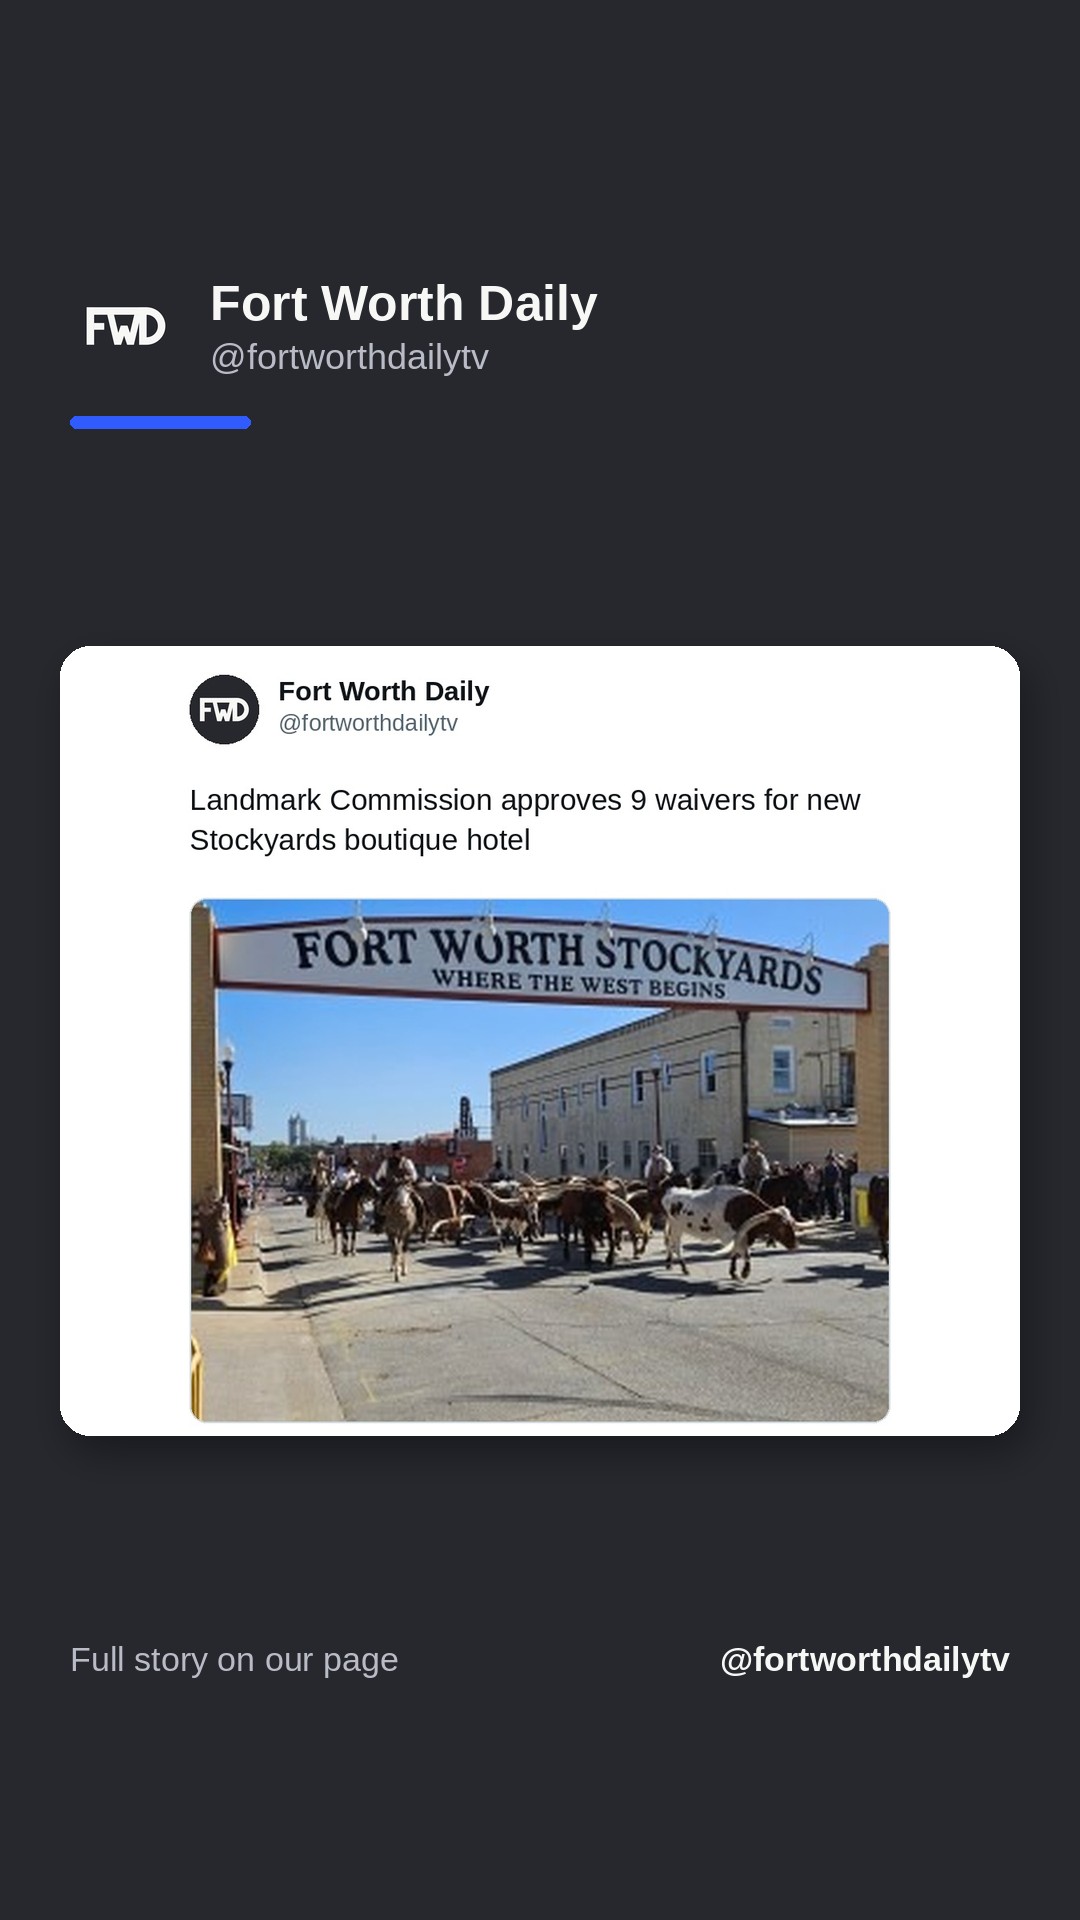 FWD
Fort Worth Daily
@fortworthdailytv
FWD
Fort Worth Daily
@fortworthdailytv
Landmark Commission approves 9 waivers for new
Stockyards boutique hotel
FORT WORTH STOCKYARDS
WHERE THE WEST BEGINS
Full story on our page
@fortworthdailytv